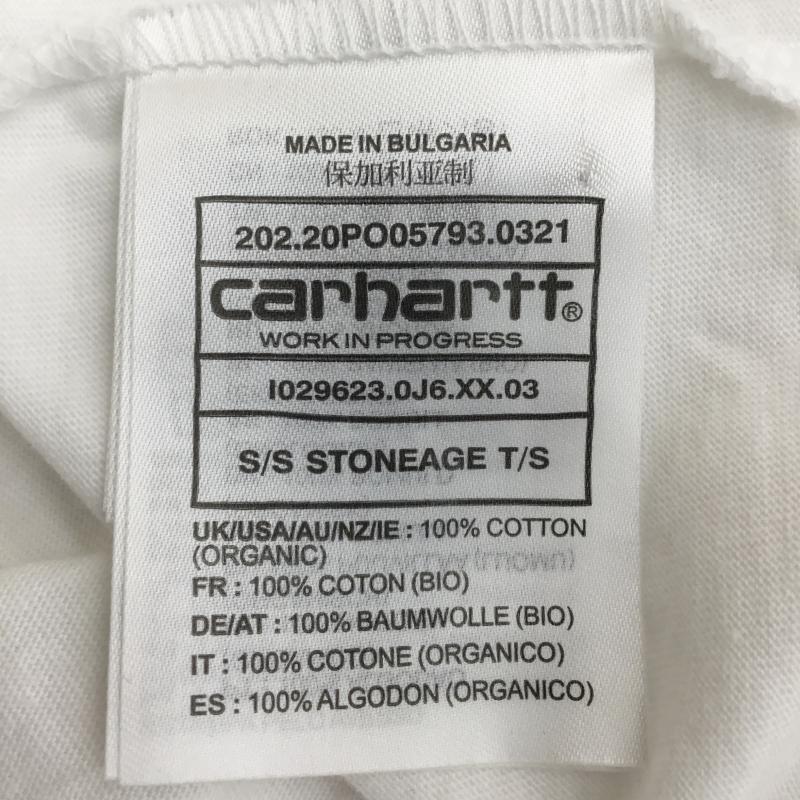 MADE IN BULGARIA
保加利亚制
202.20PO05793.0321
carhartt®
WORK IN PROGRESS
I029623.0J6.XX.03
S/S STONEAGE T/S
UK/USA/AU/NZ/IE : 100% COTTON
(ORGANIC)
FR : 100% COTON (BIO)
DE/AT : 100% BAUMWOLLE (BIO)
IT : 100% COTONE (ORGANICO)
ES : 100% ALGODON (ORGANICO)